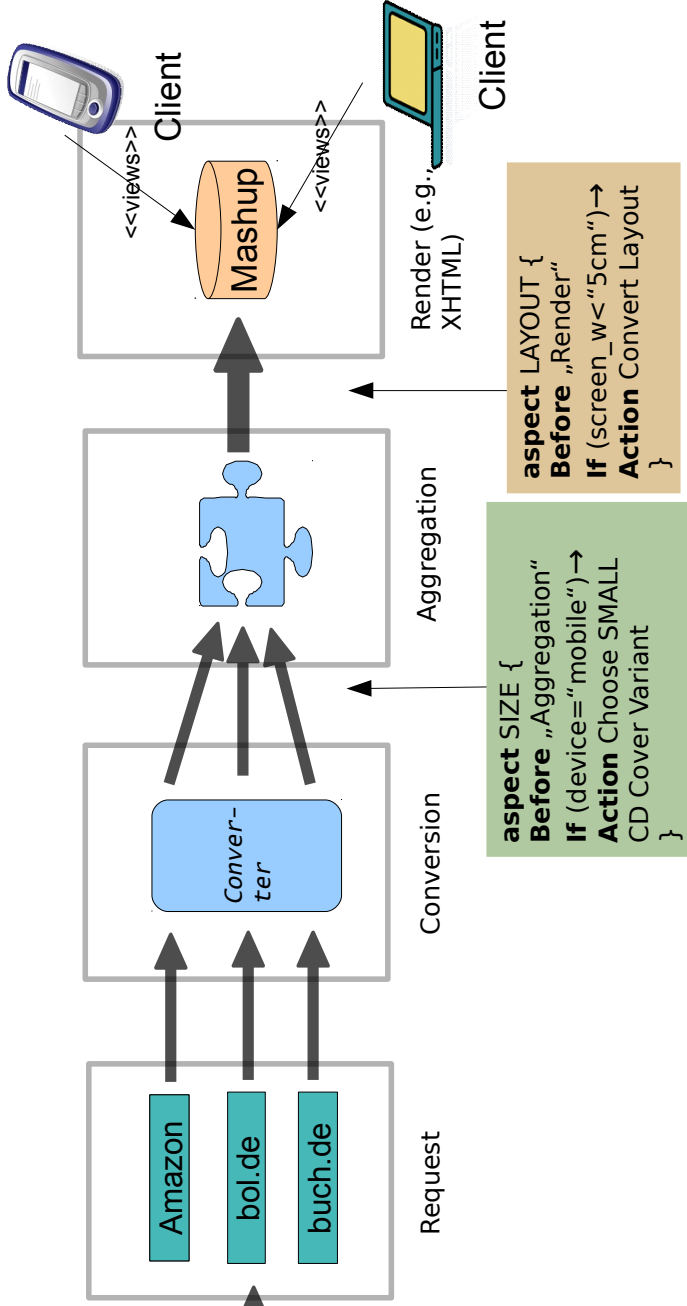 Amazon
bol.de
buch.de
Request
Conver-
ter
Conversion
Aggregation
Mashup
<<views>>
<<views>>
Render (e.g.,
XHTML)
Client
Client
aspect SIZE {
Before „Aggregation“
If (device=“mobile“)→
Action Choose SMALL
CD Cover Variant
}
aspect LAYOUT {
Before „Render“
If (screen_w<“5cm“)→
Action Convert Layout
}